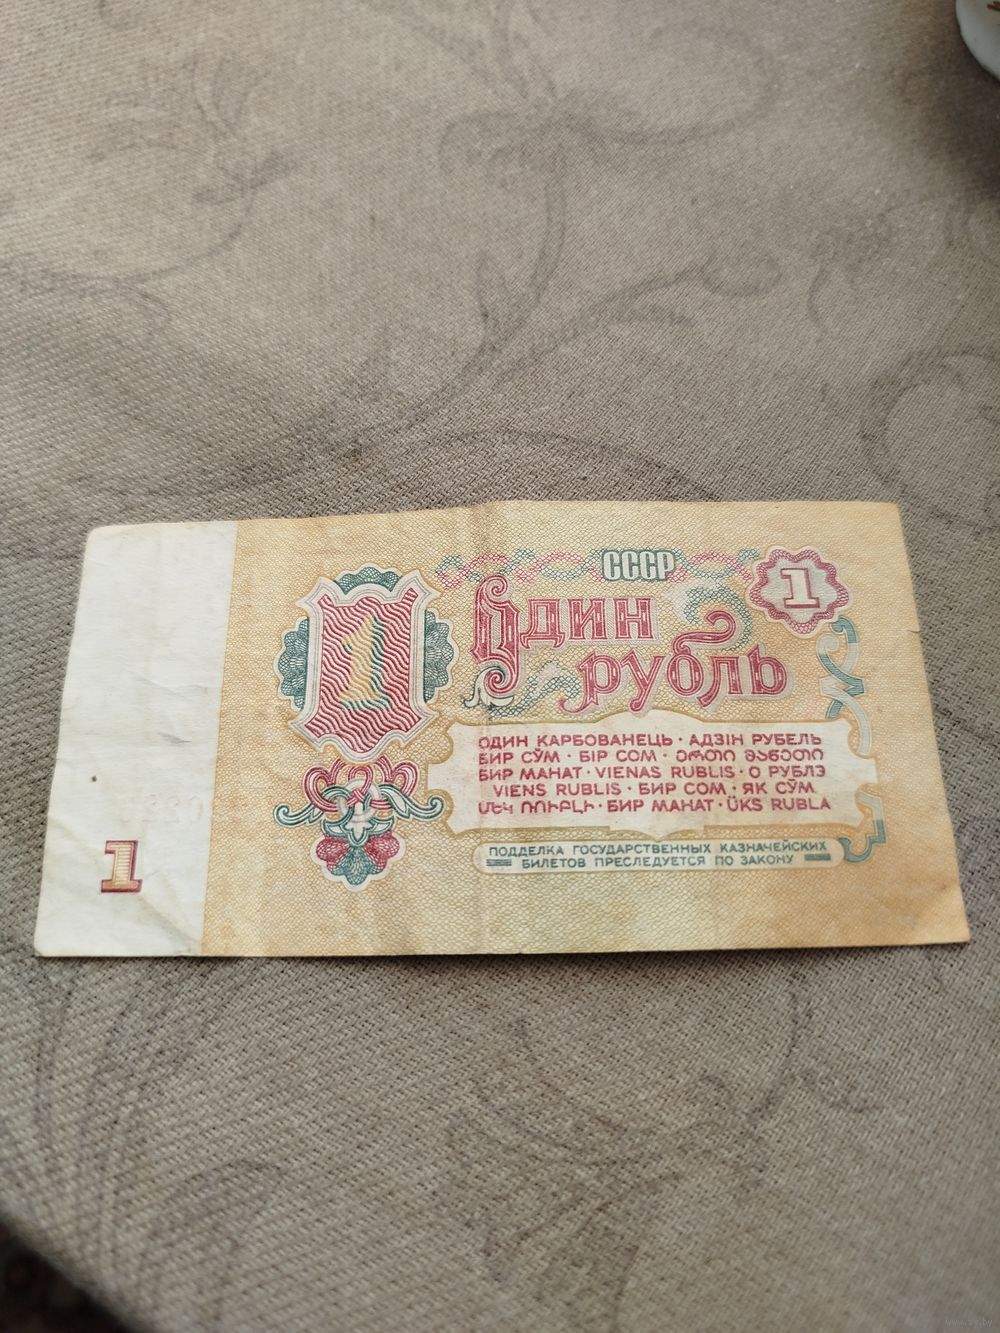 СССР
1
Один
рубль
1
ОДИН КАРБОВАНЕЦЬ · АДЗІН РУБЕЛЬ
БИР СЎМ · БІР СОМ · ერთი მანეთი
БИР МАНАТ · VIENAS RUBLIS · О РУБЛЭ
VIENS RUBLIS · БИР СОМ · ЯК СӮМ
ՄԵԿ ՌՈՒԲԼԻ · БИР МАНАТ · ÜKS RUBLA
ПОДДЕЛКА ГОСУДАРСТВЕННЫХ КАЗНАЧЕЙСКИХ
БИЛЕТОВ ПРЕСЛЕДУЕТСЯ ПО ЗАКОНУ
1